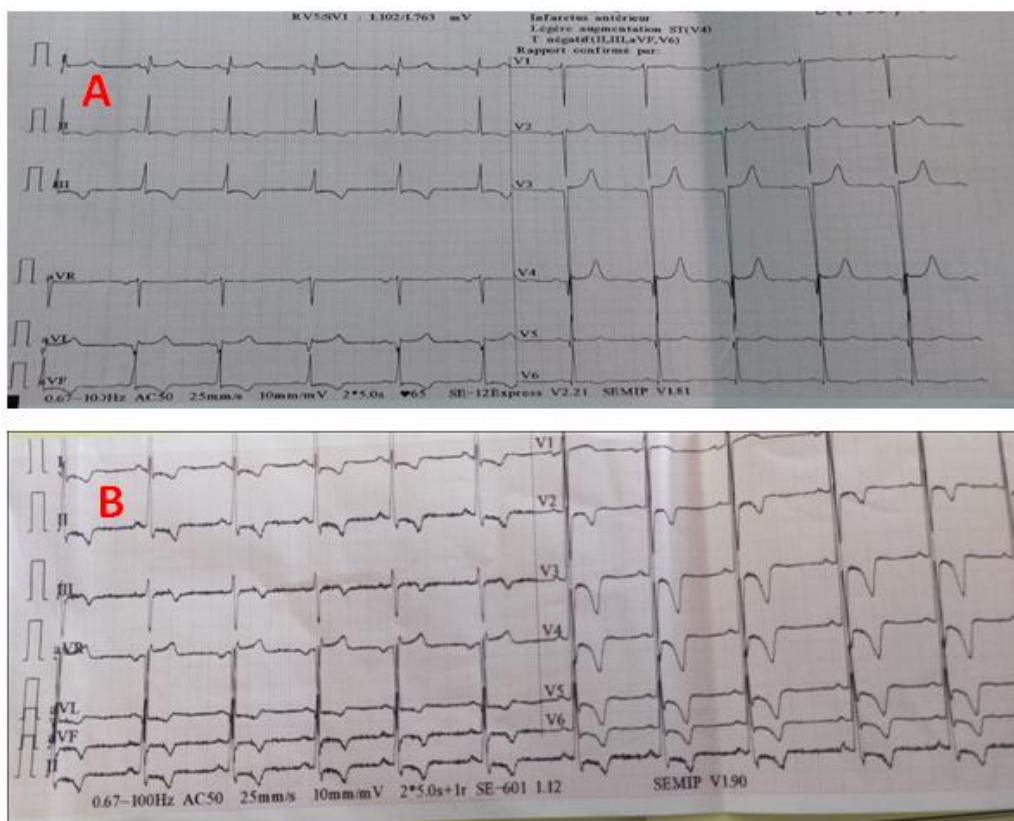 RV5/SV1 : 1.102/1.763 mV
Infarctus antérieur
Légère augmentation ST(V4)
T négatif(II,III,aVF,V6)
Rapport confirmé par:
A
II
III
aVR
aVL
aVF
V1
V2
V3
V4
V5
V6
0.67~100Hz AC50 25mm/s 10mm/mV 2*5.0s ♥65 SE-12Express V2.21 SEMIP V1.81
B
I
II
III
aVR
VL
VF
II
V1
V2
V3
V4
V5
V6
0.67~100Hz AC50 25mm/s 10mm/mV 2*5.0s+1r SE-601 1.12 SEMIP V1.90